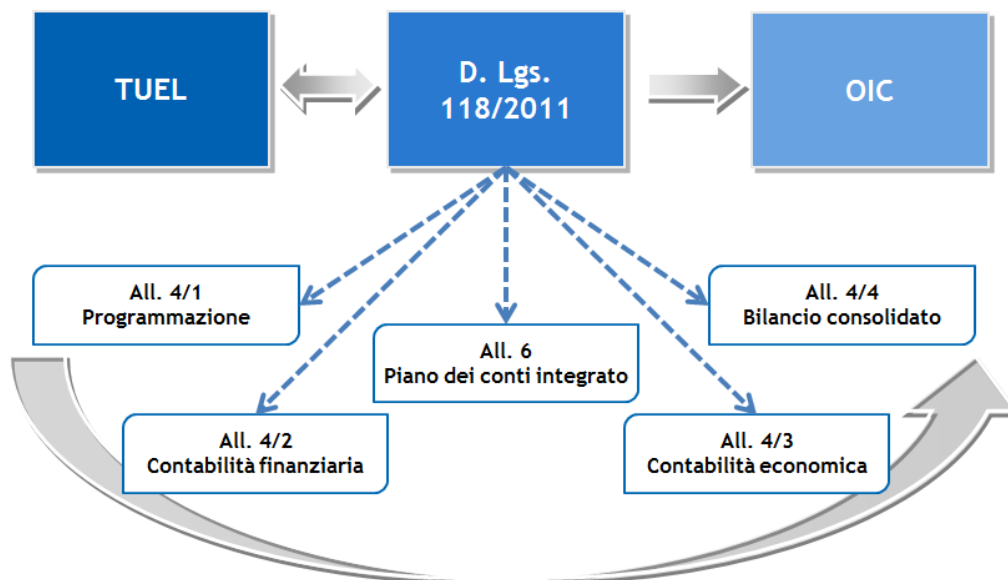 TUEL
D. Lgs.
118/2011
OIC
All. 4/1
Programmazione
All. 4/4
Bilancio consolidato
All. 6
Piano dei conti integrato
All. 4/2
Contabilità finanziaria
All. 4/3
Contabilità economica